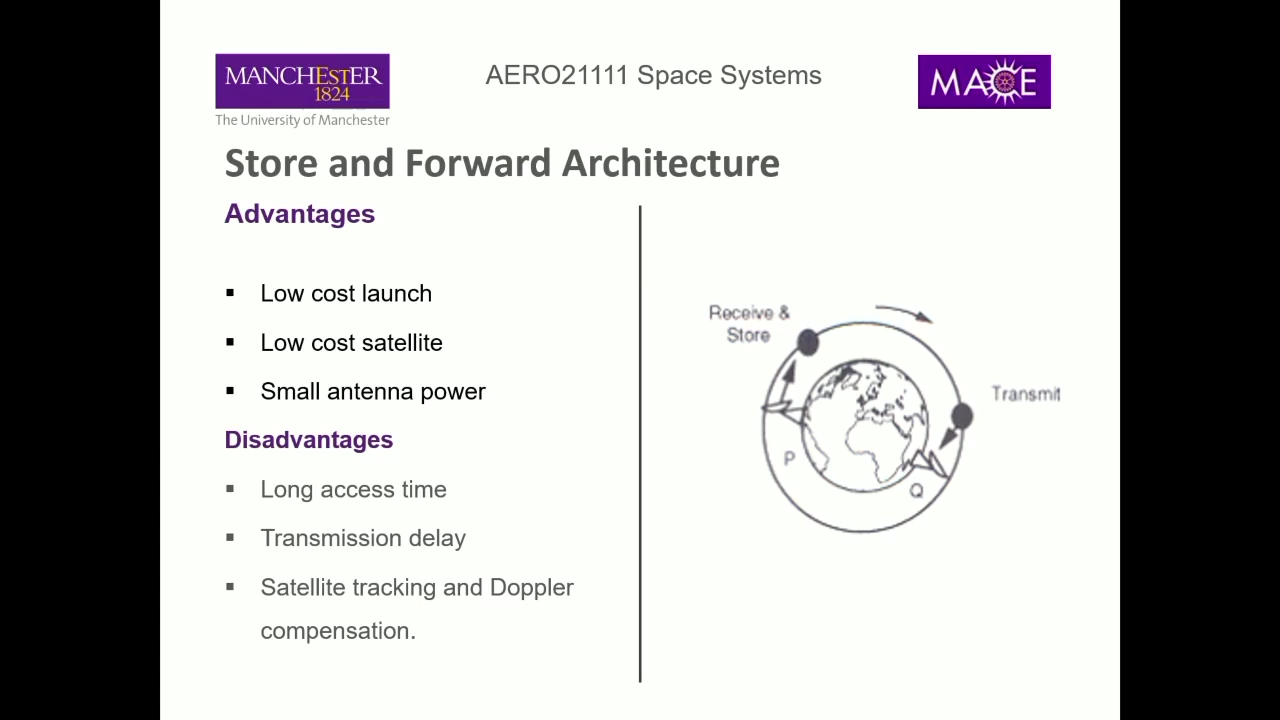 MANCHESTER
1824
The University of Manchester
AERO21111 Space Systems
MACE
Store and Forward Architecture
Advantages
▪ Low cost launch
▪ Low cost satellite
▪ Small antenna power
Disadvantages
▪ Long access time
▪ Transmission delay
▪ Satellite tracking and Doppler
compensation.
Receive &
Store
Transmit
P
Q